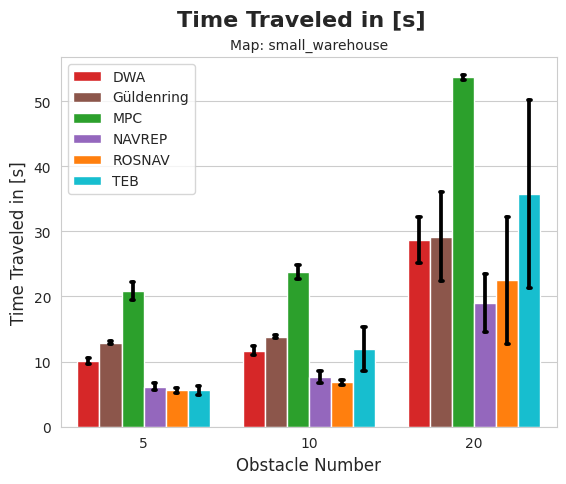 Time Traveled in [s]
Map: small_warehouse
DWA
Güldenring
MPC
NAVREP
ROSNAV
TEB
Time Traveled in [s]
50
40
30
20
10
0
5 10 20
Obstacle Number